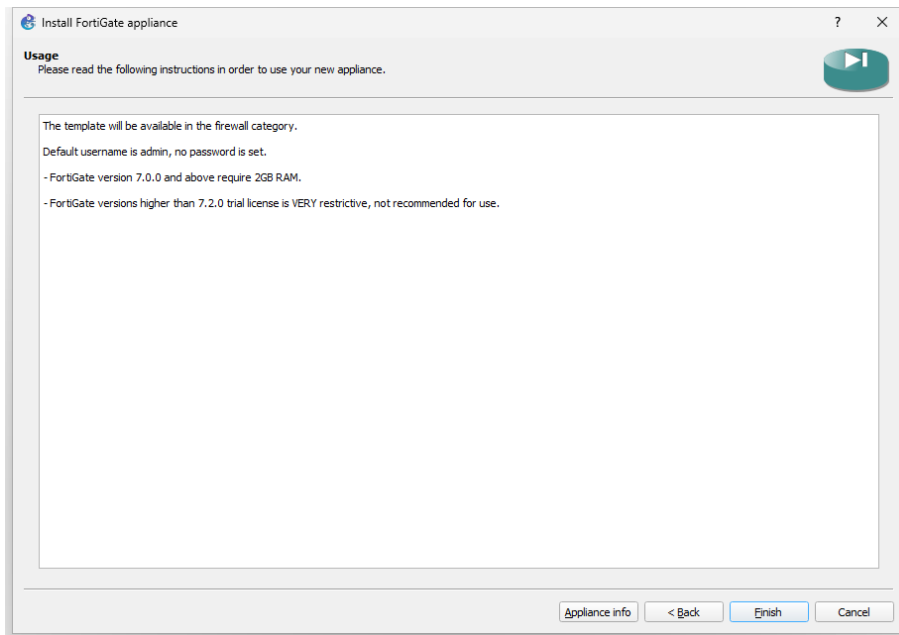 Install FortiGate appliance
?
Usage
Please read the following instructions in order to use your new appliance.
The template will be available in the firewall category.
Default username is admin, no password is set.
- FortiGate version 7.0.0 and above require 2GB RAM.
- FortiGate versions higher than 7.2.0 trial license is VERY restrictive, not recommended for use.
Appliance info
< Back
Finish
Cancel